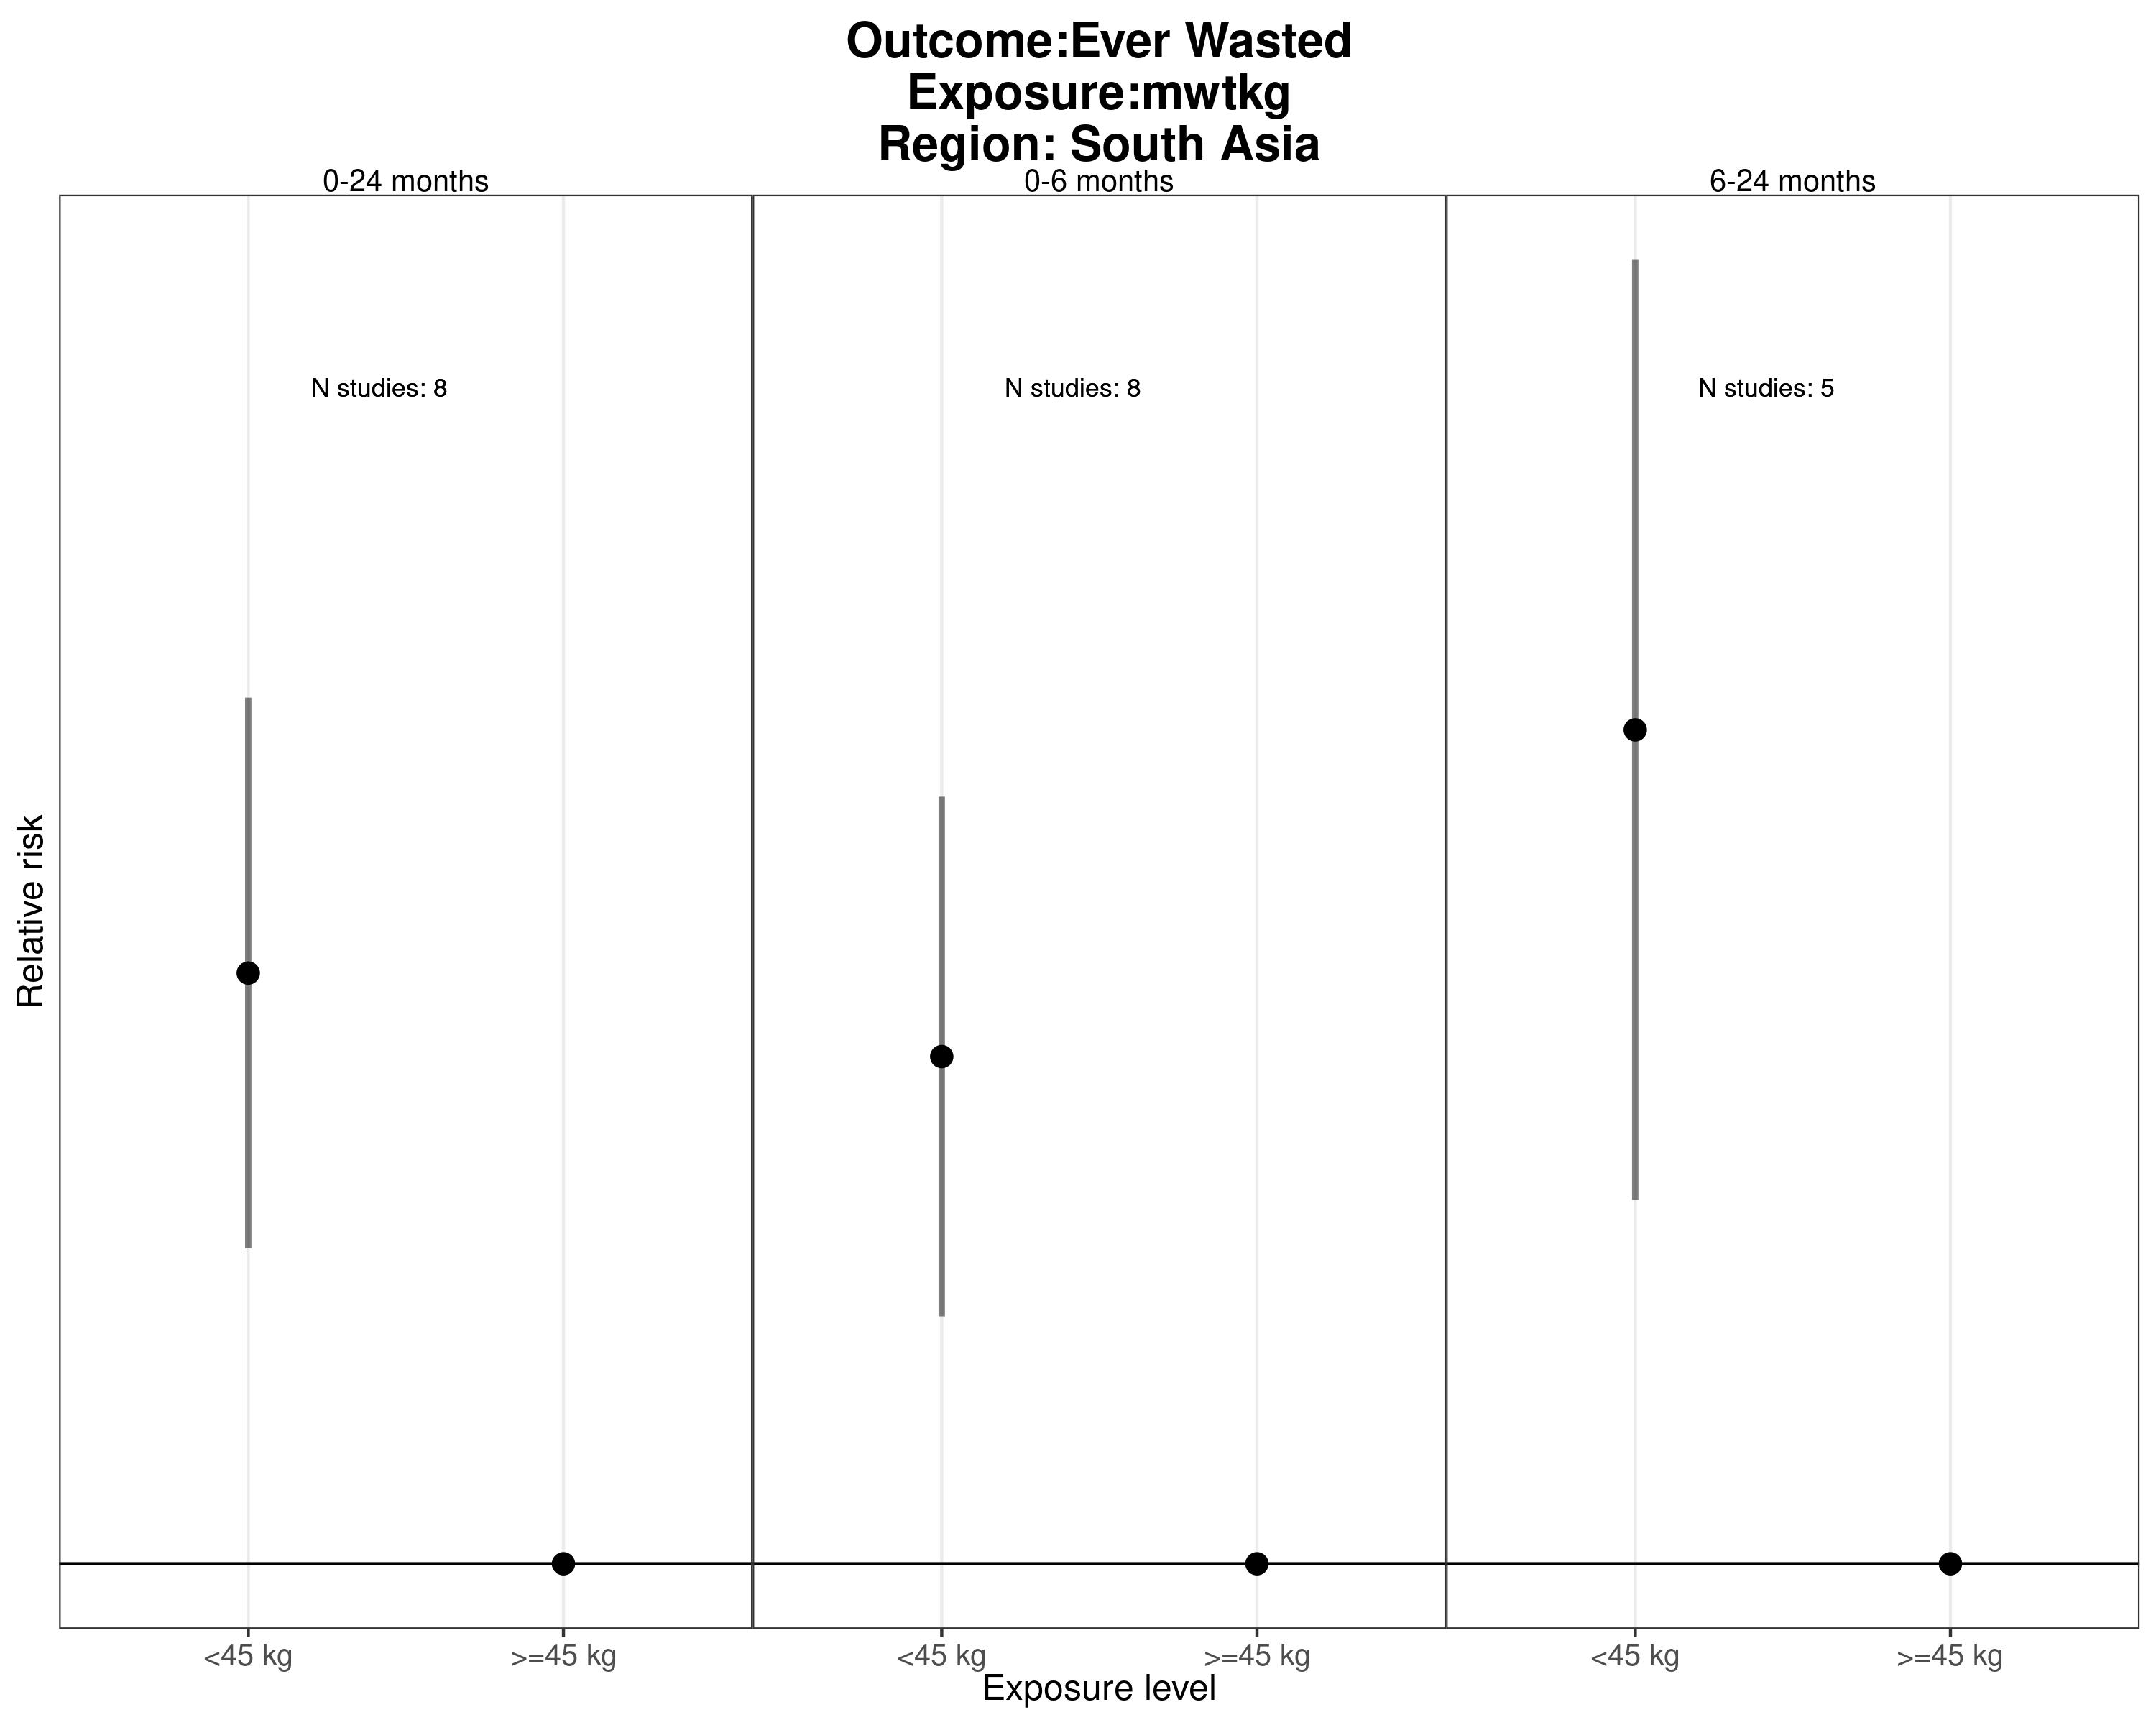 Outcome:Ever Wasted
Exposure:mwtkg
Region: South Asia
0-24 months
0-6 months
6-24 months
N studies: 8
N studies: 8
N studies: 5
Relative risk
<45 kg
>=45 kg
<45 kg
>=45 kg
<45 kg
>=45 kg
Exposure level